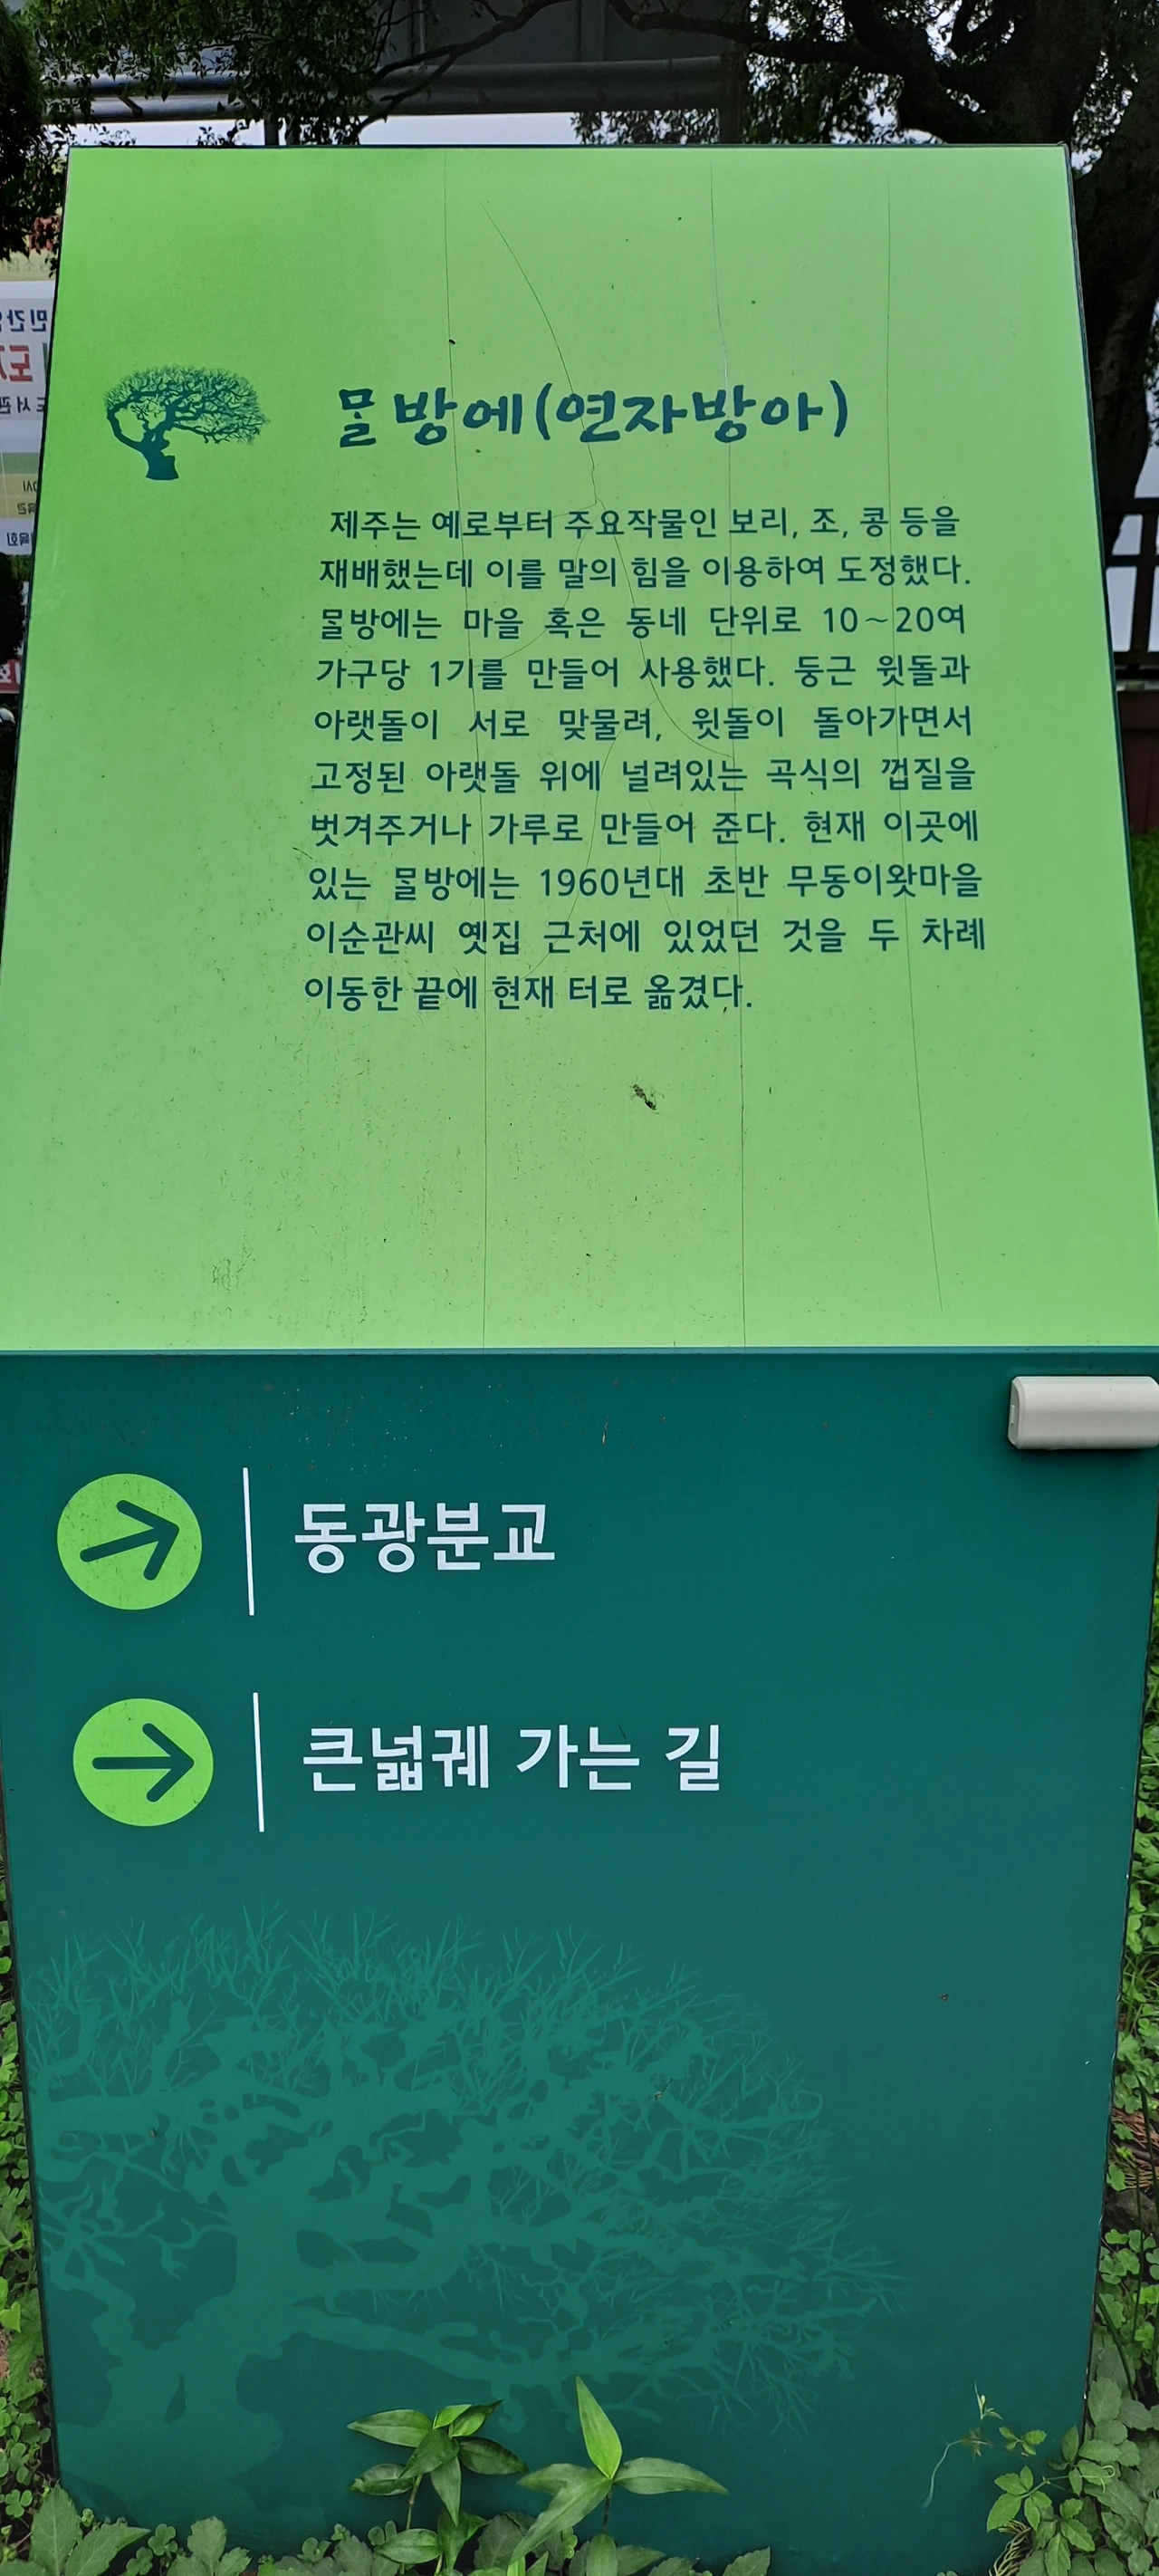 ᄆᆞᆯ방에(연자방아)
제주는 예로부터 주요작물인 보리, 조, 콩 등을
재배했는데 이를 말의 힘을 이용하여 도정했다.
ᄆᆞᆯ방에는 마을 혹은 동네 단위로 10~20여
가구당 1기를 만들어 사용했다. 둥근 윗돌과
아랫돌이 서로 맞물려, 윗돌이 돌아가면서
고정된 아랫돌 위에 널려있는 곡식의 껍질을
벗겨주거나 가루로 만들어 준다. 현재 이곳에
있는 ᄆᆞᆯ방에는 1960년대 초반 무동이왓마을
이순관씨 옛집 근처에 있었던 것을 두 차례
이동한 끝에 현재 터로 옮겼다.
동광분교
큰넓궤 가는 길